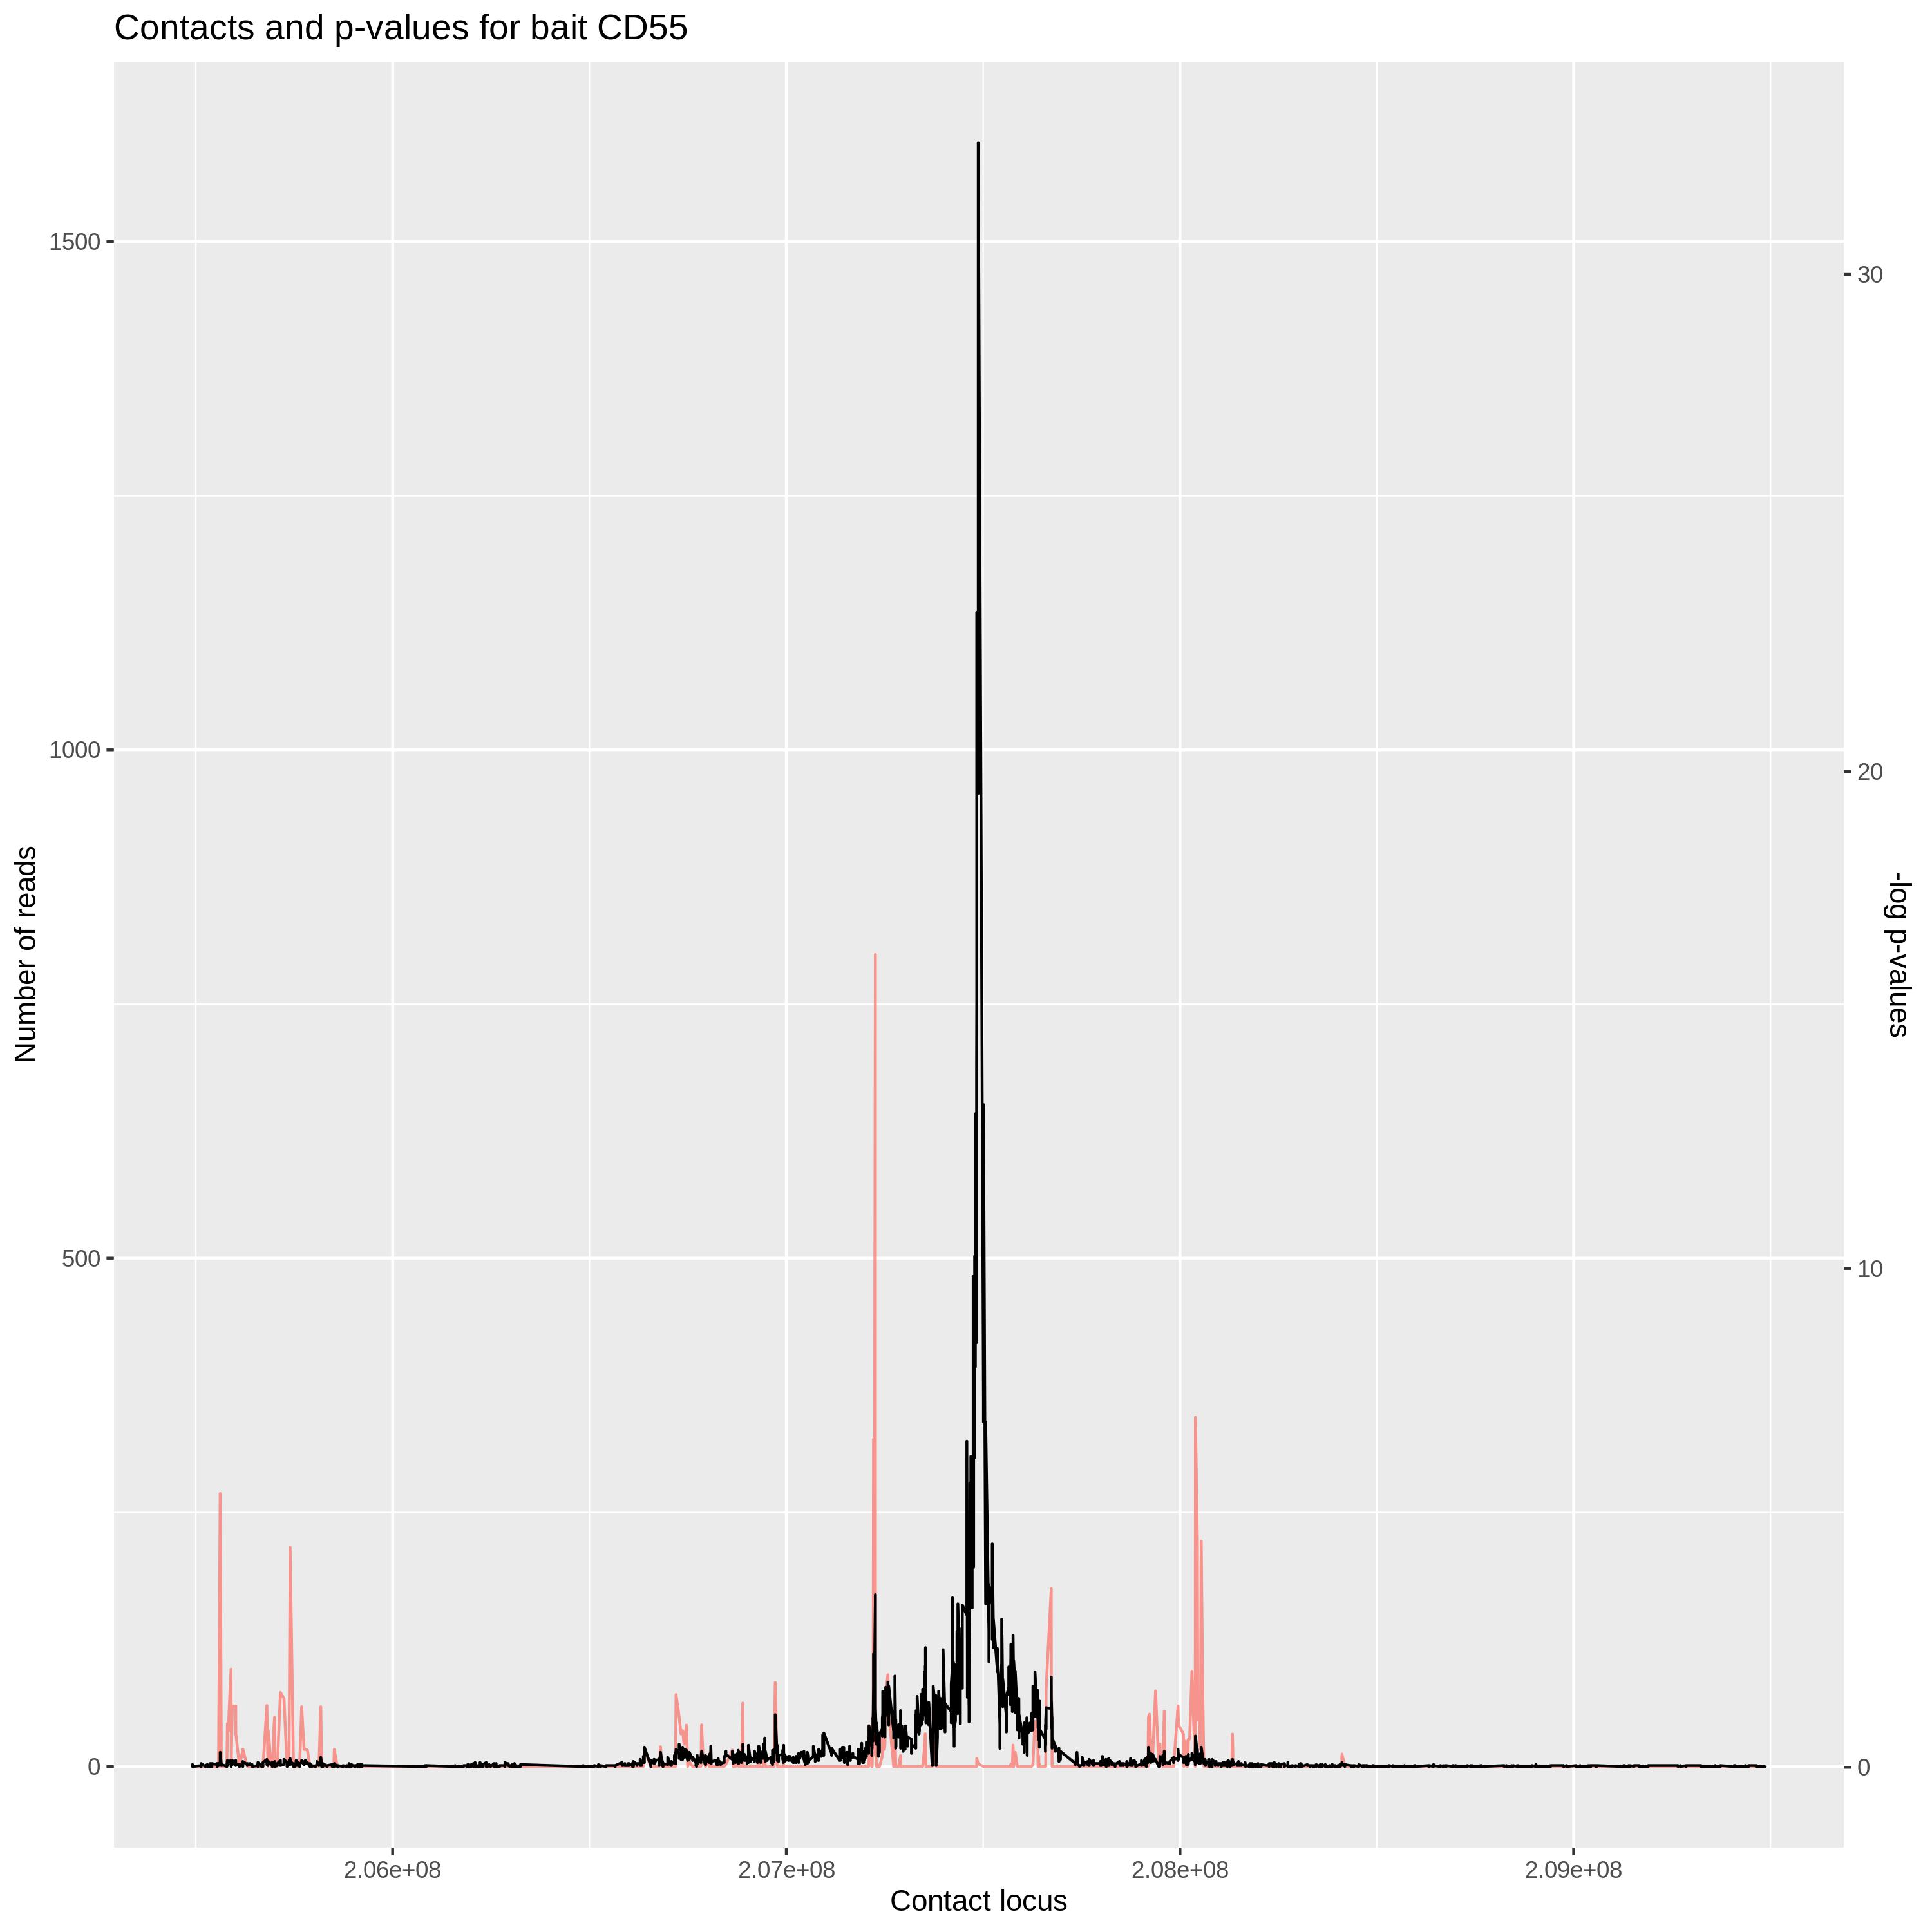 Contacts and p-values for bait CD55
1500
1000
500
0
Number of reads
30
20
10
0
-log p-values
2.06e+08
2.07e+08
2.08e+08
2.09e+08
Contact locus